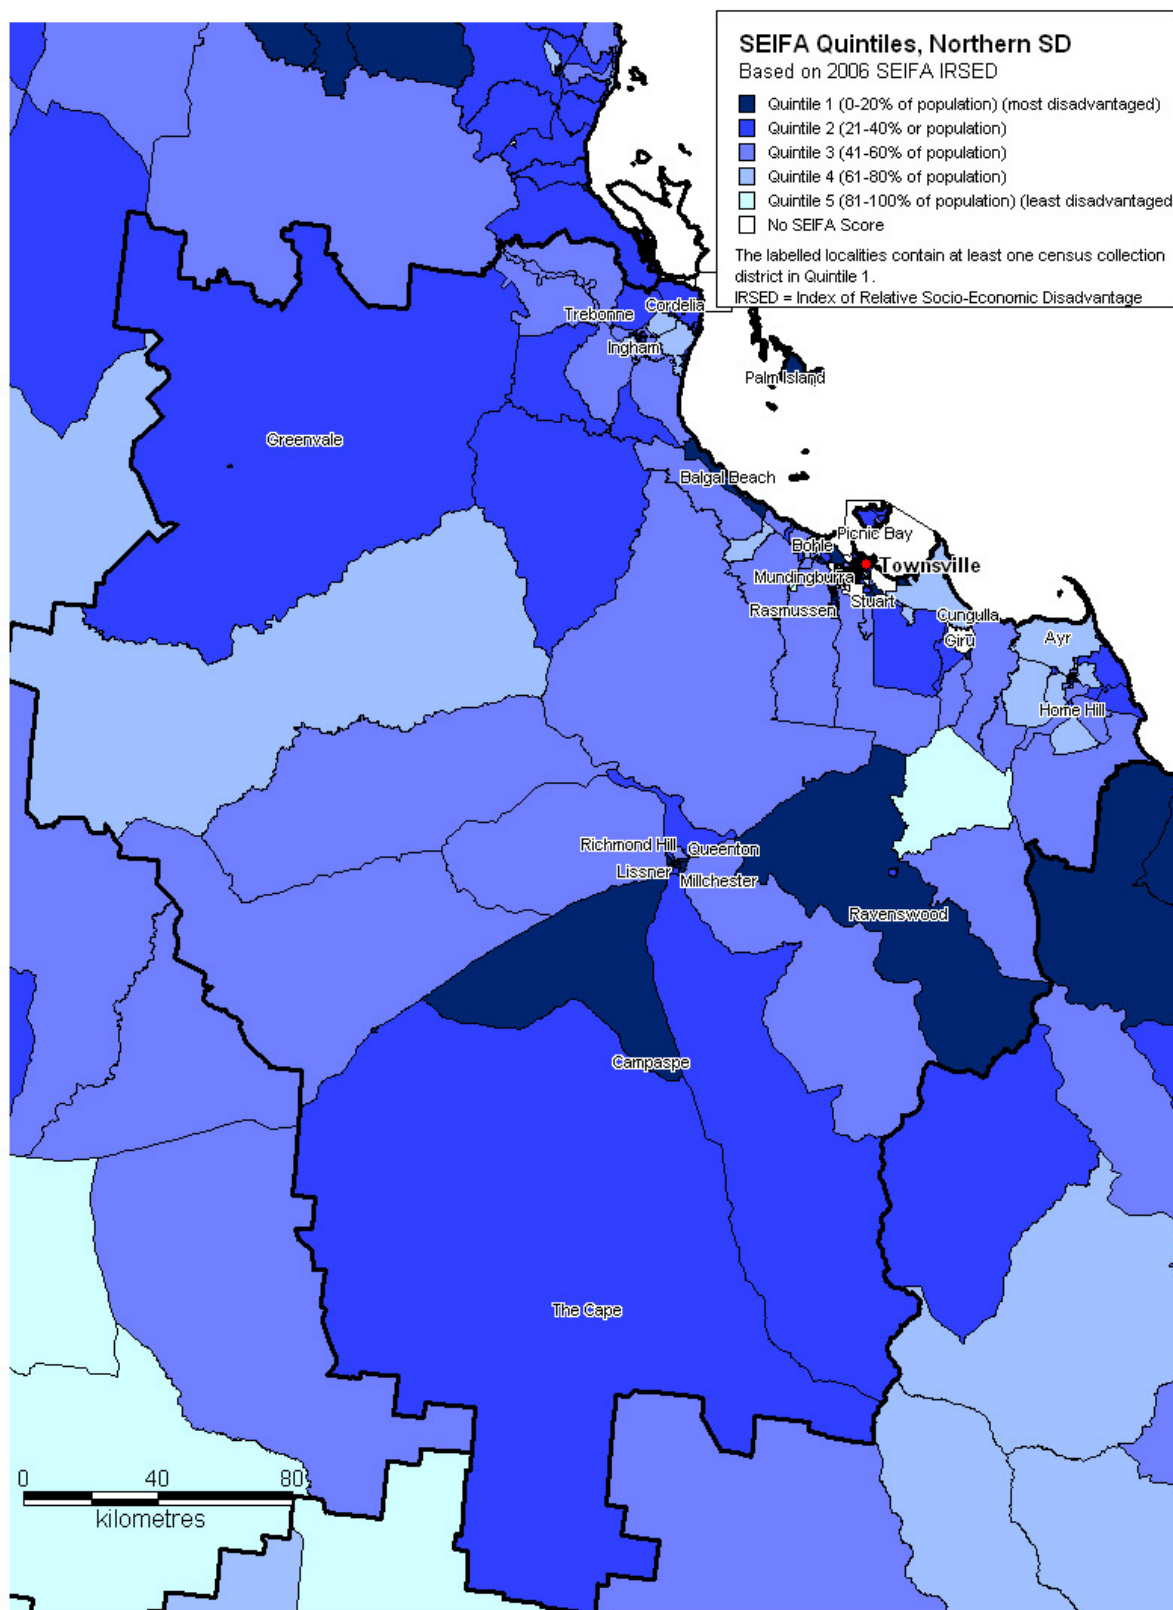 SEIFA Quintiles, Northern SD
Based on 2006 SEIFA IRSED
Quintile 1 (0-20% of population) (most disadvantaged)
Quintile 2 (21-40% or population)
Quintile 3 (41-60% of population)
Quintile 4 (61-80% of population)
Quintile 5 (81-100% of population) (least disadvantaged
No SEIFA Score
The labelled localities contain at least one census collection
district in Quintile 1.
IRSED = Index of Relative Socio-Economic Disadvantage
Cordelia
Trebonne
Ingham
Palm Island
Greenvale
Balgal Beach
Picnic Bay
Bohle
Townsville
Mundingburra
Stuart
Rasmussen
Cungulla
Giru
Ayr
Home Hill
Richmond Hill
Queenton
Lissner
Millchester
Ravenswood
Campaspe
The Cape
0 40 80
kilometres